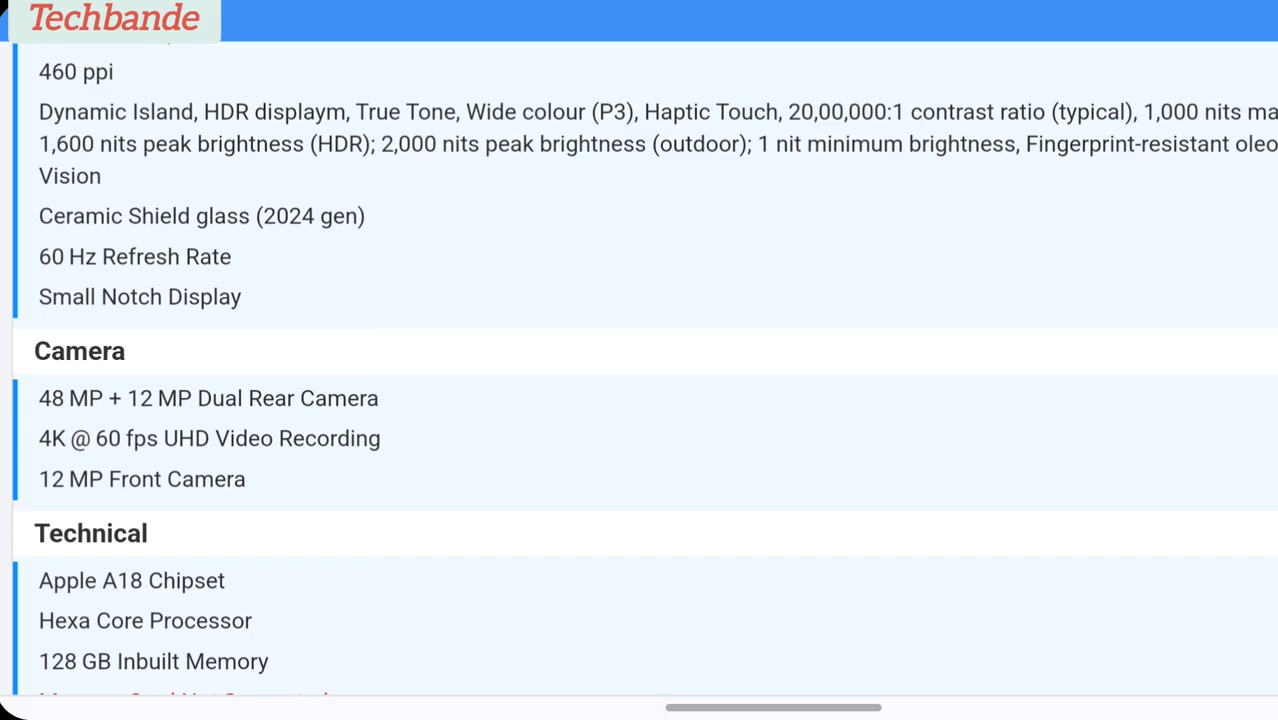 Techbande
460 ppi
Dynamic Island, HDR displaym, True Tone, Wide colour (P3), Haptic Touch, 20,00,000:1 contrast ratio (typical), 1,000 nits
1,600 nits peak brightness (HDR); 2,000 nits peak brightness (outdoor); 1 nit minimum brightness, Fingerprint-resistant
Vision
Ceramic Shield glass (2024 gen)
60 Hz Refresh Rate
Small Notch Display
Camera
48 MP + 12 MP Dual Rear Camera
4K @ 60 fps UHD Video Recording
12 MP Front Camera
Technical
Apple A18 Chipset
Hexa Core Processor
128 GB Inbuilt Memory